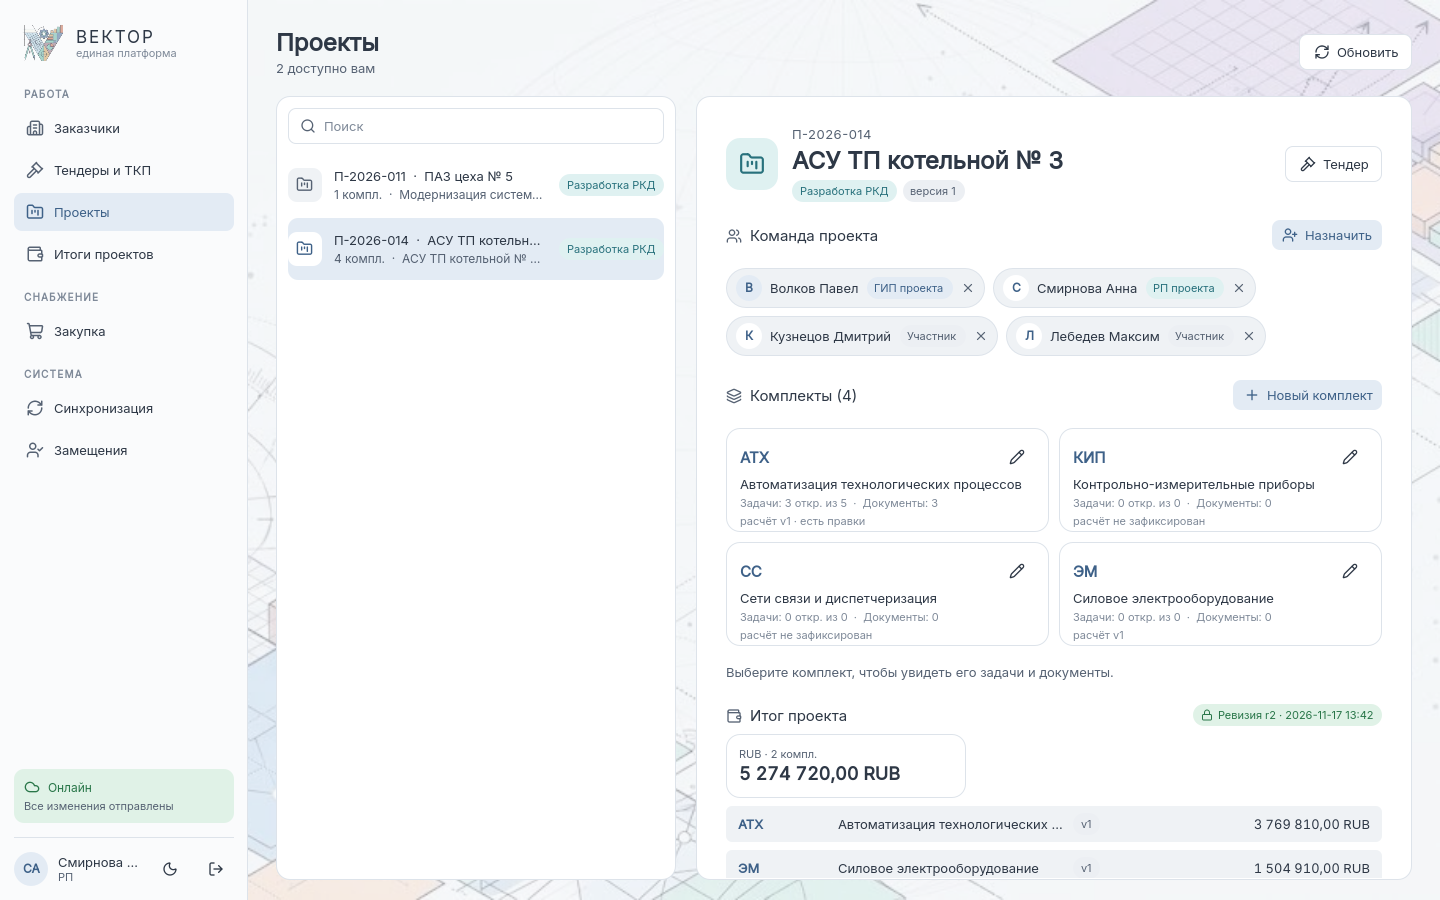 ВЕКТОР
единая платформа
РАБОТА
Заказчики
Тендеры и ТКП
Проекты
Итоги проектов
СНАБЖЕНИЕ
Закупка
СИСТЕМА
Синхронизация
Замещения
Онлайн
Все изменения отправлены
СА
Смирнова ...
РП
Проекты
2 доступно вам
Обновить
Поиск
П-2026-011 · ПАЗ цеха № 5
1 компл. · Модернизация систем...
Разработка РКД
П-2026-014 · АСУ ТП котельн...
4 компл. · АСУ ТП котельной № ...
Разработка РКД
П-2026-014
АСУ ТП котельной № 3
Разработка РКД версия 1
Тендер
Команда проекта
Назначить
В Волков Павел ГИП проекта
С Смирнова Анна РП проекта
К Кузнецов Дмитрий Участник
Л Лебедев Максим Участник
Комплекты (4)
Новый комплект
АТХ
Автоматизация технологических процессов
Задачи: 3 откр. из 5 · Документы: 3
расчёт v1 · есть правки
КИП
Контрольно-измерительные приборы
Задачи: 0 откр. из 0 · Документы: 0
расчёт не зафиксирован
СС
Сети связи и диспетчеризация
Задачи: 0 откр. из 0 · Документы: 0
расчёт не зафиксирован
ЭМ
Силовое электрооборудование
Задачи: 0 откр. из 0 · Документы: 0
расчёт v1
Выберите комплект, чтобы увидеть его задачи и документы.
Итог проекта
Ревизия r2 · 2026-11-17 13:42
RUB · 2 компл.
5 274 720,00 RUB
АТХ Автоматизация технологических ... v1 3 769 810,00 RUB
ЭМ Силовое электрооборудование v1 1 504 910,00 RUB